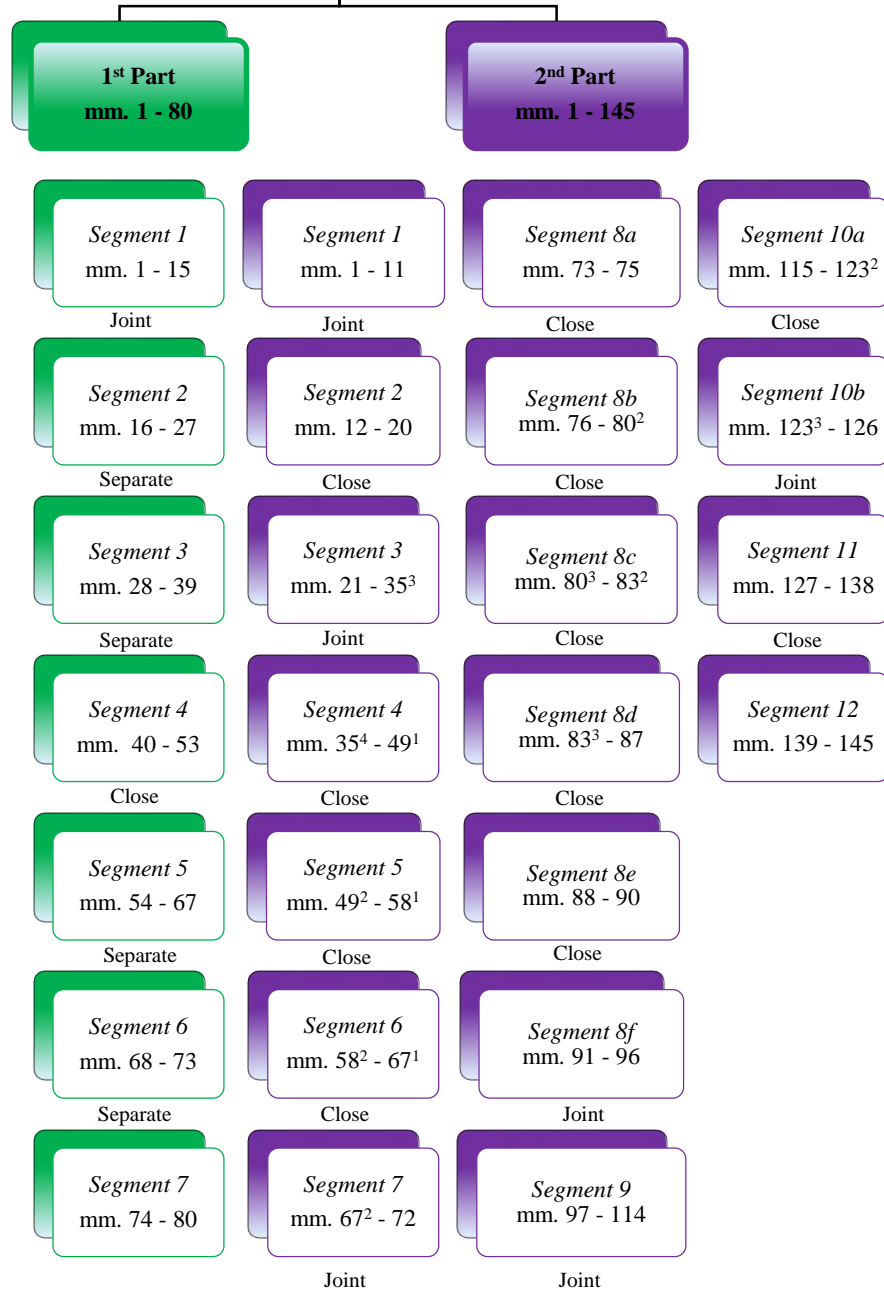 1ˢᵗ Part
mm. 1 - 80
2ⁿᵈ Part
mm. 1 - 145
Segment 1
mm. 1 - 15
Joint
Segment 2
mm. 16 - 27
Separate
Segment 3
mm. 28 - 39
Separate
Segment 4
mm. 40 - 53
Close
Segment 5
mm. 54 - 67
Separate
Segment 6
mm. 68 - 73
Separate
Segment 7
mm. 74 - 80
Segment 1
mm. 1 - 11
Joint
Segment 2
mm. 12 - 20
Close
Segment 3
mm. 21 - 35³
Joint
Segment 4
mm. 35⁴ - 49¹
Close
Segment 5
mm. 49² - 58¹
Close
Segment 6
mm. 58² - 67¹
Close
Segment 7
mm. 67² - 72
Joint
Segment 8a
mm. 73 - 75
Close
Segment 8b
mm. 76 - 80²
Close
Segment 8c
mm. 80³ - 83²
Close
Segment 8d
mm. 83³ - 87
Close
Segment 8e
mm. 88 - 90
Close
Segment 8f
mm. 91 - 96
Joint
Segment 9
mm. 97 - 114
Joint
Segment 10a
mm. 115 - 123²
Close
Segment 10b
mm. 123³ - 126
Joint
Segment 11
mm. 127 - 138
Close
Segment 12
mm. 139 - 145